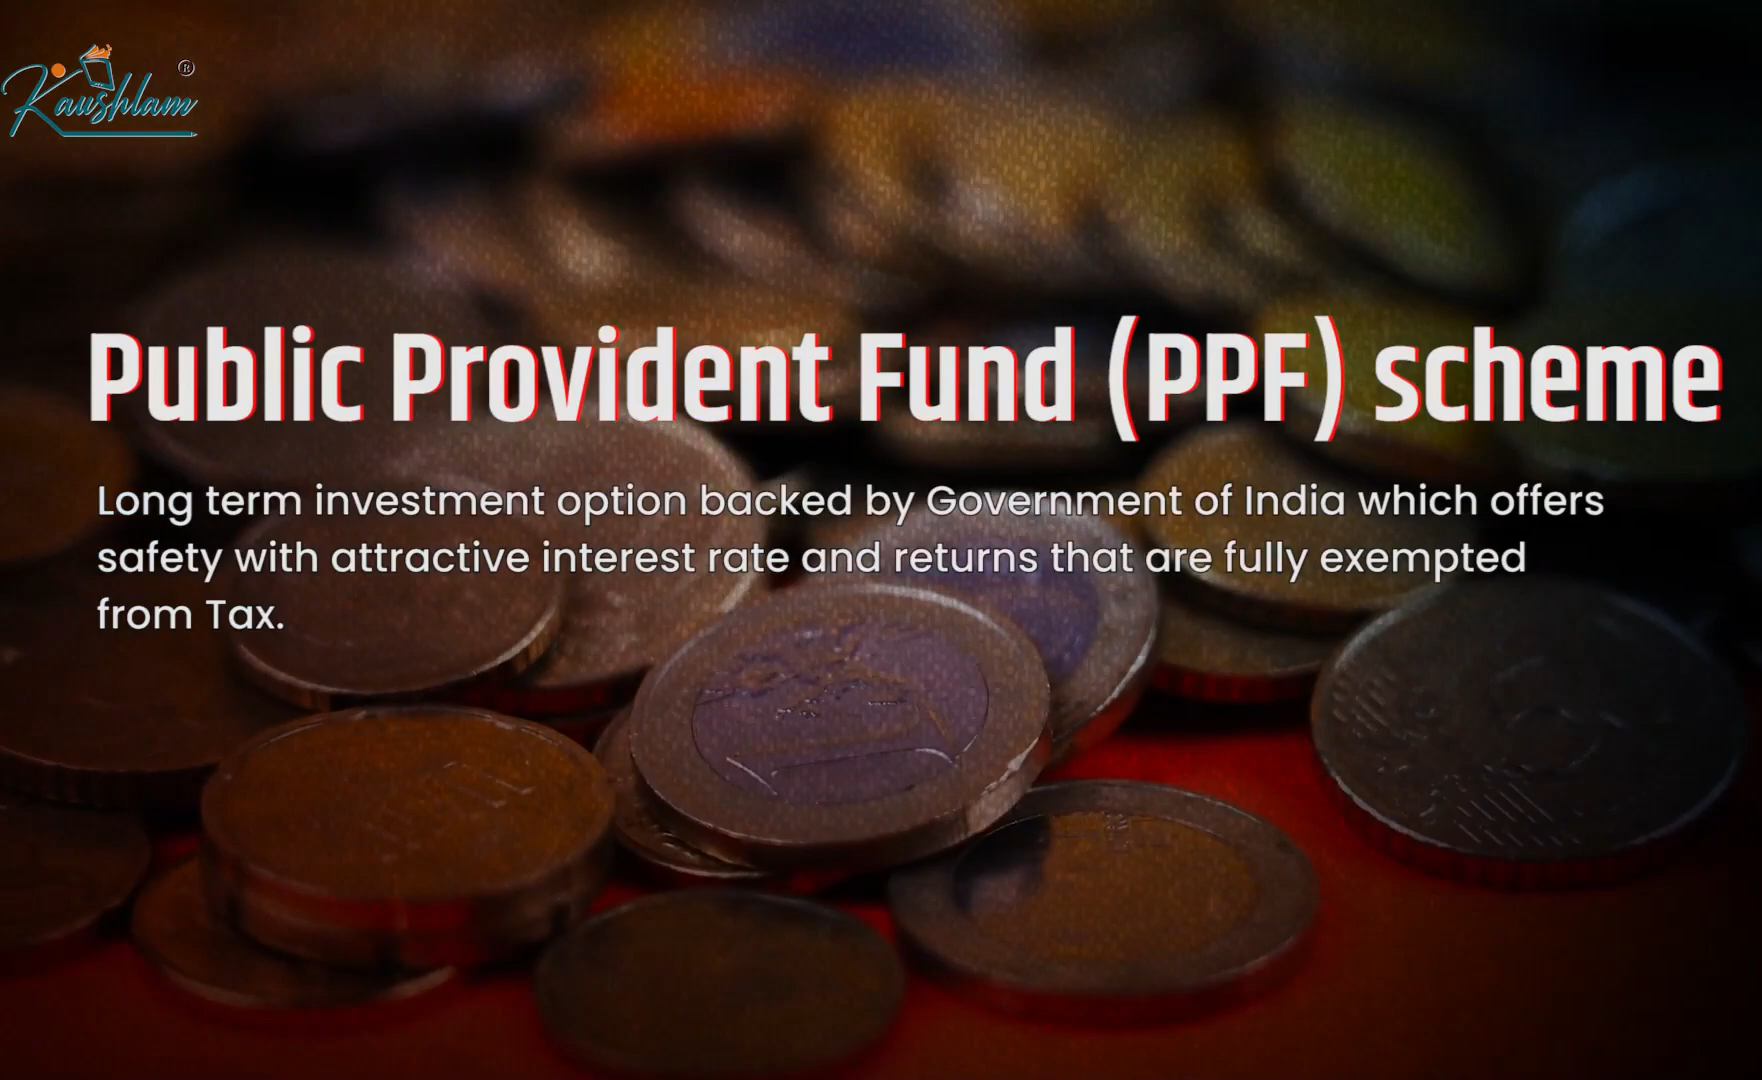 Kaushlam ®
Public Provident Fund (PPF) scheme
Long term investment option backed by Government of India which offers
safety with attractive interest rate and returns that are fully exempted
from Tax.